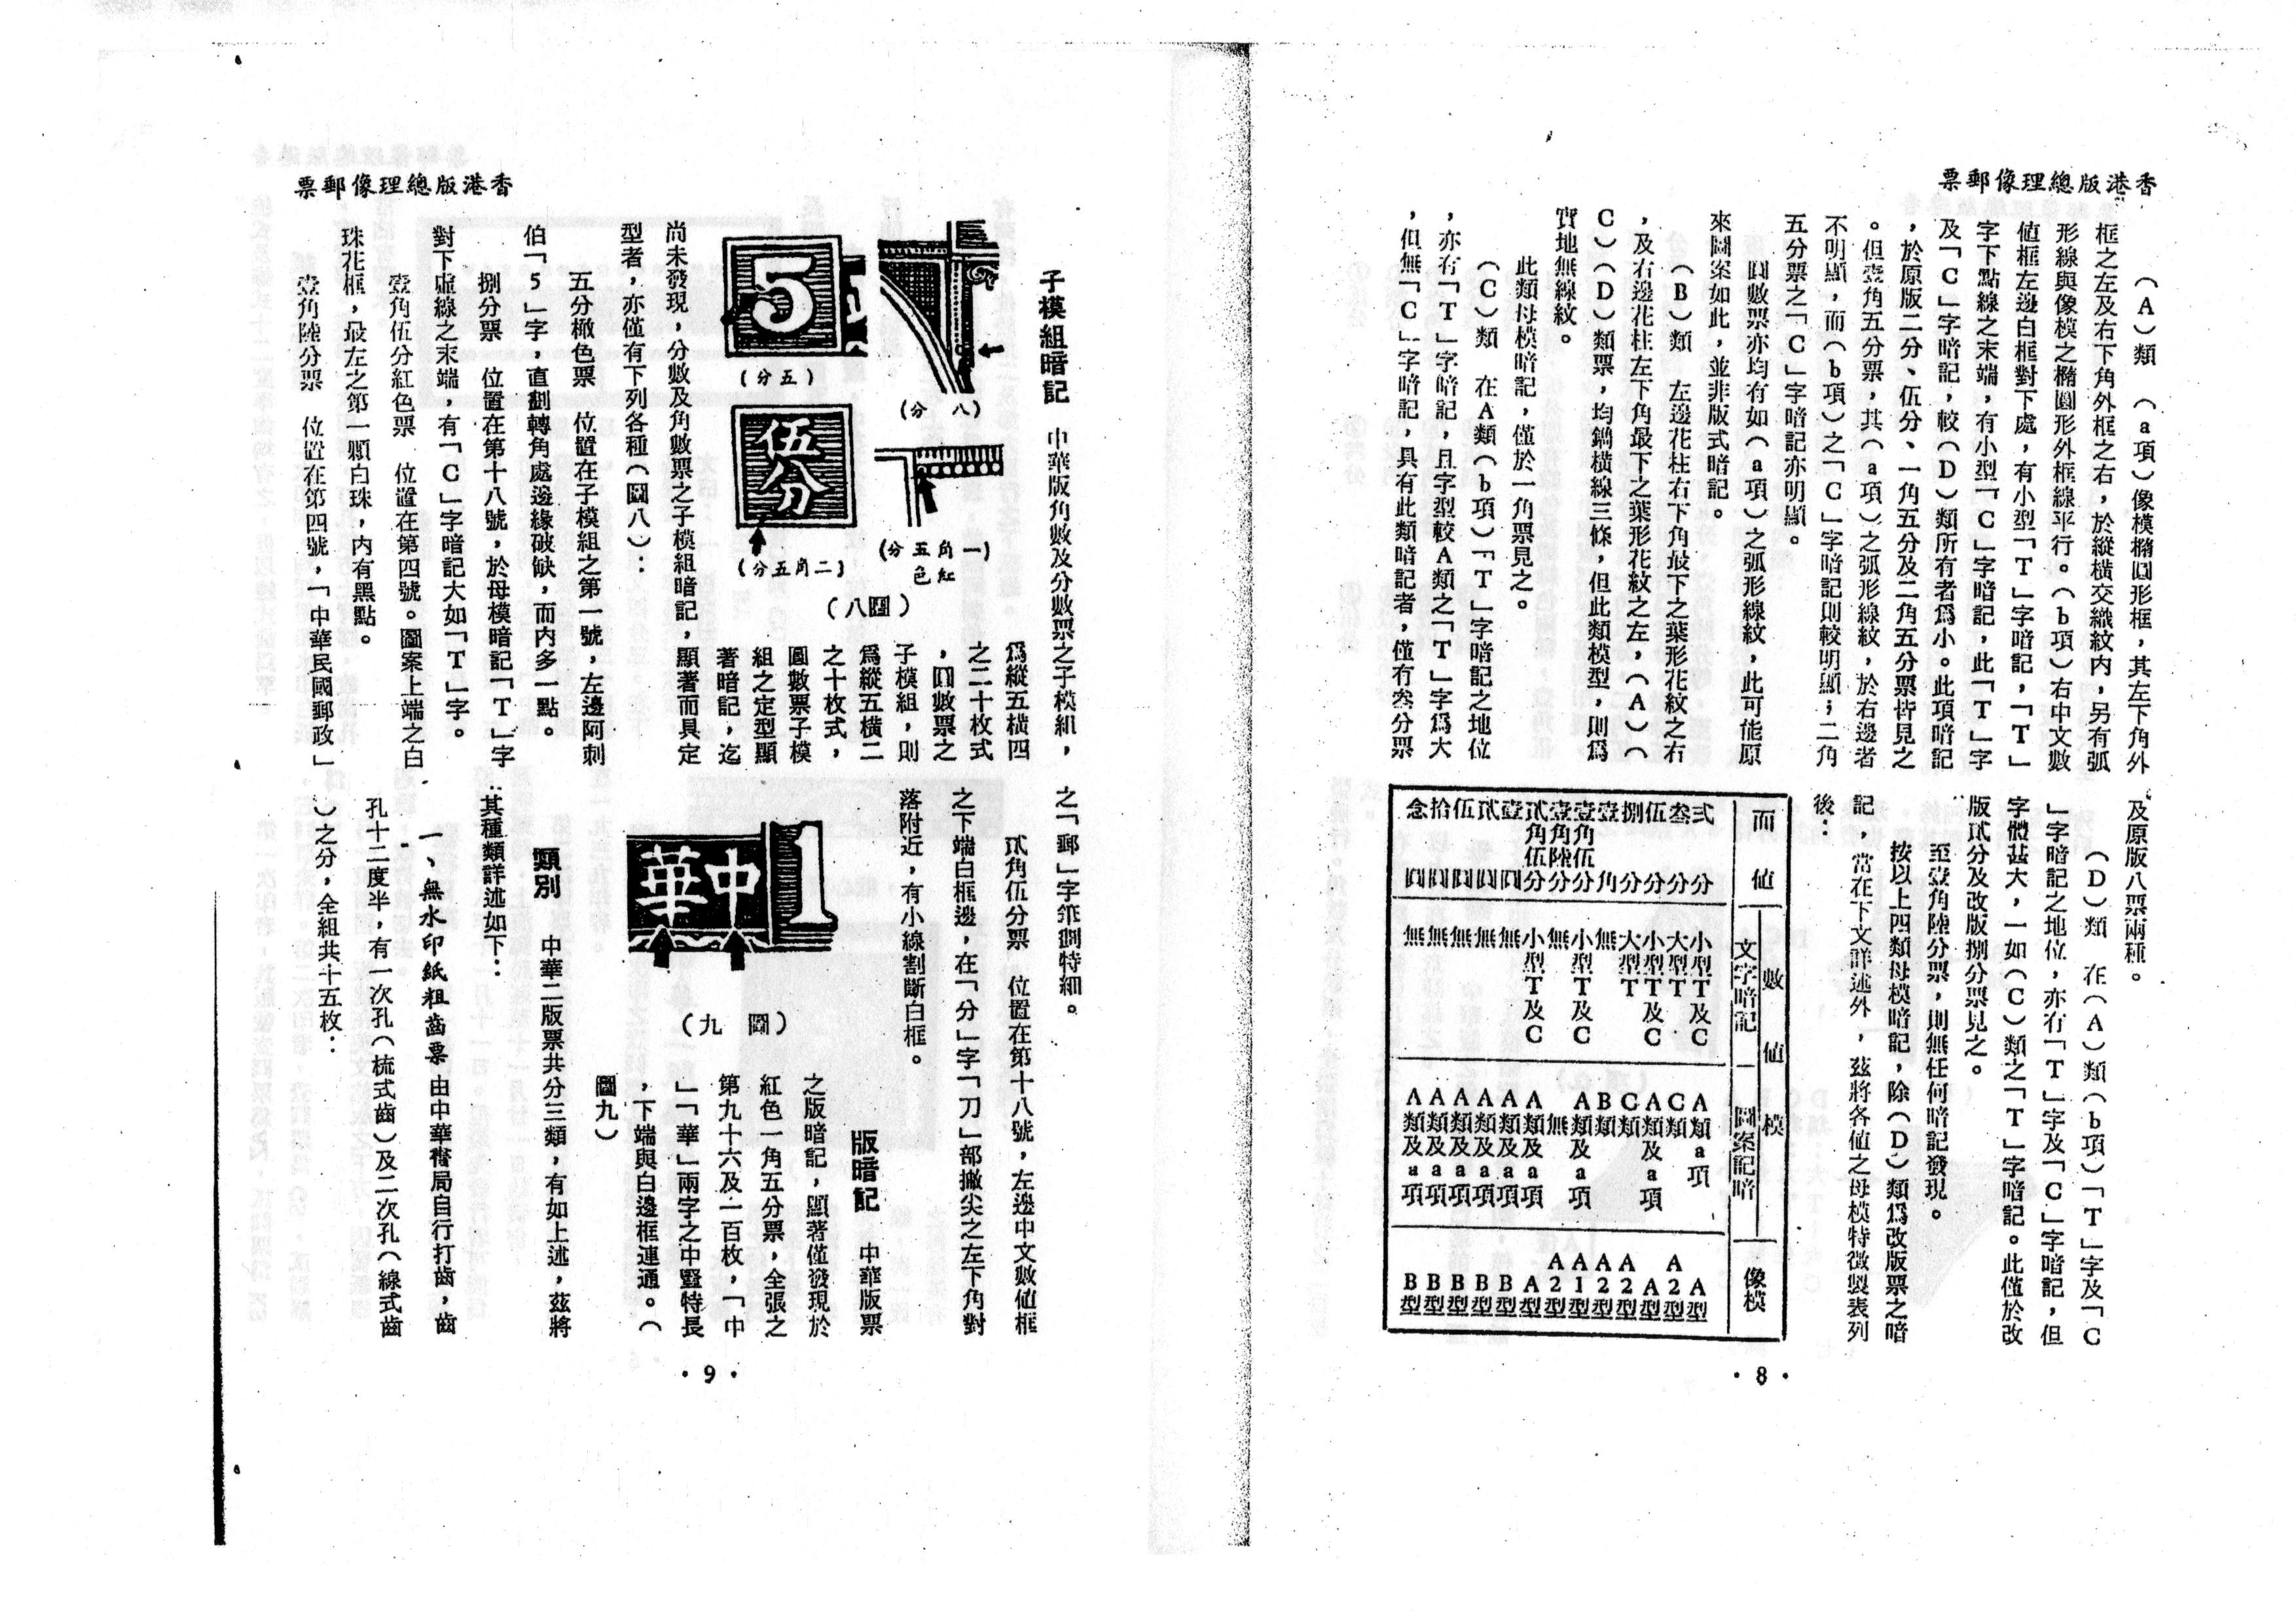 香港版總理像郵票
（A）類　（a項）像模橢圓形框，其左下角外
框之左及右下角外框之右，於縱橫交織紋內，另有弧
形線與像模之橢圓形外框線平行。（b項）右中文數
值框左邊白框對下處，有小型「T」字暗記，「T」
字下點線之末端，有小型「C」字暗記，此「T」字
及「C」字暗記，較（D）類所有者爲小。此項暗記
，於原版二分、伍分、一角五分及二角五分票皆見之
。但壹角五分票，其（a項）之弧形線紋，於右邊者
不明顯，而（b項）之「C」字暗記則較明顯；二角
五分票之「C」字暗記亦明顯。
圓數票亦均有如（a項）之弧形線紋，此可能原
來圖案如此，並非版式暗記。
（B）類　左邊花柱右下角最下之葉形花紋之右
，及右邊花柱左下角最下之葉形花紋之左，（A）（
C）（D）類票，均鐫橫線三條，但此類模型，則爲
實地無線紋。
此類母模暗記，僅於一角票見之。
（C）類　在A類（b項）「T」字暗記之地位
，亦有「T」字暗記，且字型較A類之「T」字爲大
，但無「C」字暗記，具有此類暗記者，僅有叁分票
及原版八票兩種。
（D）類　在（A）類（b項）「T」字及「C
」字暗記之地位，亦有「T」字及「C」字暗記，但
字體甚大，一如（C）類之「T」字暗記。此僅於改
版貳分及改版捌分票見之。
至壹角陸分票，則無任何暗記發現。
按以上四類母模暗記，除（D）類爲改版票之暗
記，當在下文詳述外，茲將各值之母模特徵製表列
後：
面值　數值模　像模
文字暗記　圖案記暗
弍分　小型T及C　A類a項　A型
叁分　大型T　C類　A2型
伍分　小型T及C　A類及a項　A型
捌分　大型T　C類　A2型
壹角　無　B類　A2型
壹角伍分　小型T及C　A類及a項　A1型
壹角陸分　無　無　A2型
貳角伍分　小型T及C　A類及a項　A型
壹圓　無　A類及a項　B型
貳圓　無　A類及a項　B型
伍圓　無　A類及a項　B型
拾圓　無　A類及a項　B型
念圓　無　A類及a項　B型
・8・
香港版總理像郵票
子模組暗記　中華版角數及分數票之子模組，
爲縱五橫四
之二十枚式
，圓數票之
子模組，則
爲縱五橫二
之十枚式，
圓數票子模
組之定型顯
著暗記，迄
（八分）
（五分）
（一角五分紅色）
（二角五分）
（圖八）
尚未發現，分數及角數票之子模組暗記，顯著而具定
型者，亦僅有下列各種（圖八）：
五分橄色票　位置在子模組之第一號，左邊阿刺
伯「5」字，直劃轉角處邊緣破缺，而內多一點。
捌分票　位置在第十八號，於母模暗記「T」字
對下虛線之末端，有「C」字暗記大如「T」字。
壹角伍分紅色票　位置在第四號。圖案上端之白
珠花框，最左之第一顆白珠，內有黑點。
壹角陸分票　位置在第四號，「中華民國郵政」
之「郵」字筆劃特細。
貳角伍分票　位置在第十八號，左邊中文數值框
之下端白框邊，在「分」字「刀」部撇尖之左下角對
落附近，有小線割斷白框。
版暗記　中華版票
之版暗記，顯著僅發現於
紅色一角五分票，全張之
第九十六及一百枚，「中
」「華」兩字之中豎特長
，下端與白邊框連通。（
圖九）
（圖九）
類別　中華二版票共分三類，有如上述，茲將
其種類詳述如下：
一、無水印紙粗齒票　由中華書局自行打齒，齒
孔十二度半，有一次孔（梳式齒）及二次孔（線式齒
）之分，全組共十五枚：
・9・
5
伍分
中華
1